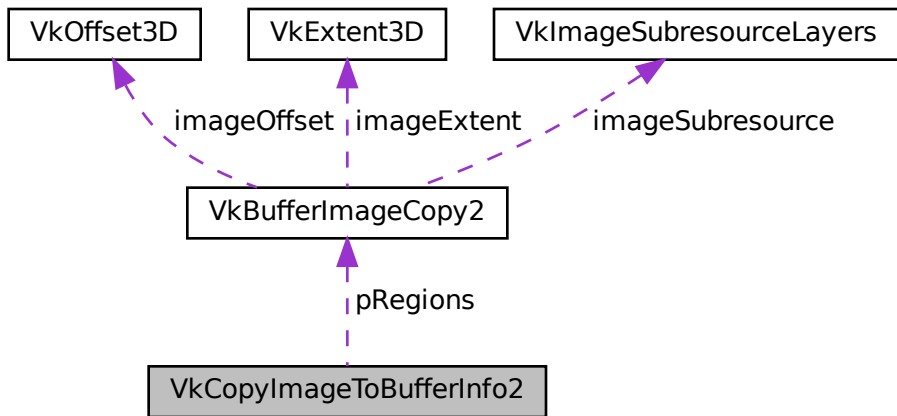 VkOffset3D
VkExtent3D
VkImageSubresourceLayers
imageOffset
imageExtent
imageSubresource
VkBufferImageCopy2
pRegions
VkCopyImageToBufferInfo2